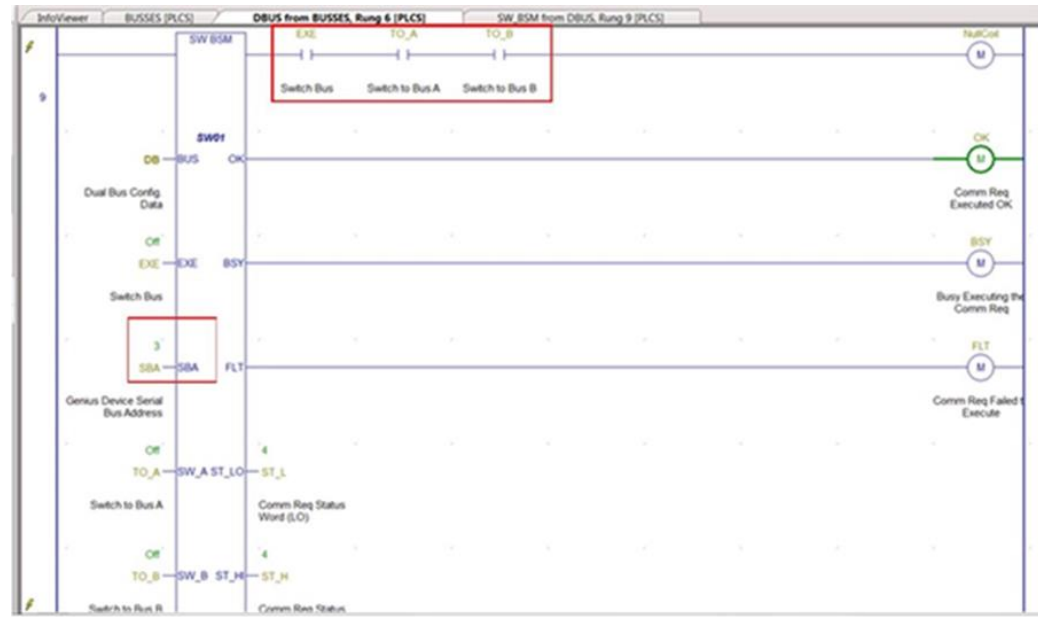 InfoViewer BUSSES [PLCS] DBUS from BUSSES, Rung 6 [PLCS] SW_BSM from DBUS, Rung 9 [PLCS]
SW BSM EXE TO_A TO_B NullCoil
M
Switch Bus Switch to Bus A Switch to Bus B
9
SW01 OK
DB BUS OK M
Dual Bus Config.
Data
Comm Req
Executed OK
Off BSY
EXE EXE BSY M
Switch Bus
Busy Executing the
Comm Req
3 FLT
SBA SBA FLT M
Genius Device Serial
Bus Address
Comm Req Failed t
Execute
Off 4
TO_A SW_A ST_LO ST_L
Switch to Bus A
Comm Req Status
Word (LO)
Off 4
TO_B SW_B ST_HI ST_H
Switch to Bus B Comm Req Status